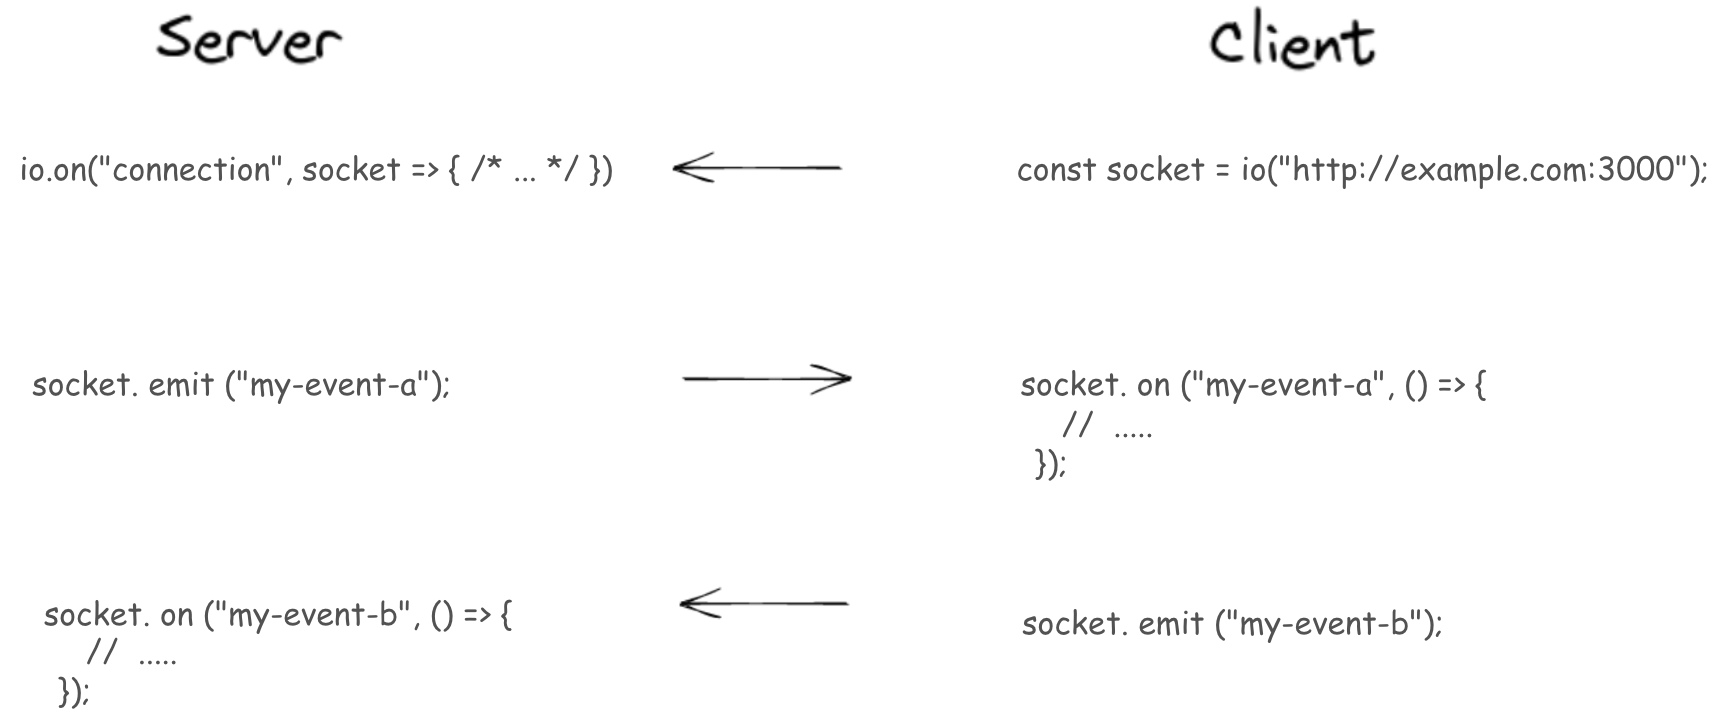 Server
Client
io.on("connection", socket => { /* ... */ })
const socket = io("http://example.com:3000");
socket. emit ("my-event-a");
socket. on ("my-event-a", () => {
// .....
});
socket. on ("my-event-b", () => {
// .....
});
socket. emit ("my-event-b");